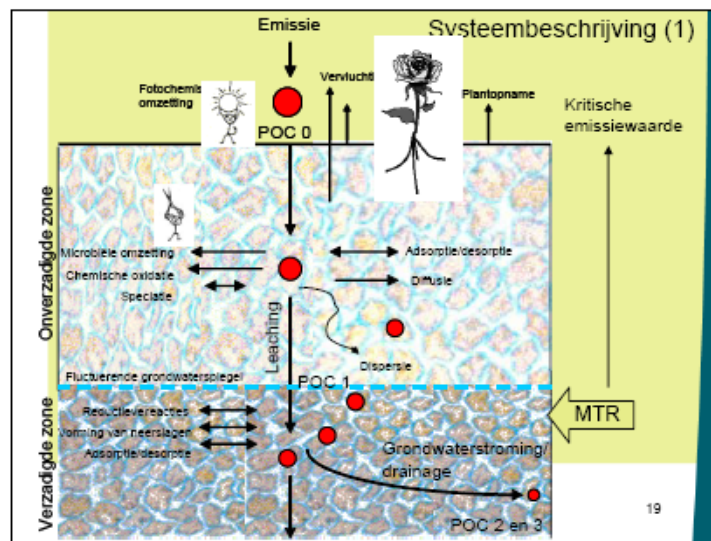 Systeembeschrijving (1)
Emissie
Fotochemis
omzetting
Vervluchti
Plantopname
Kritische
emissiewaarde
POC 0
Onverzadigde zone
Microbiële omzetting
Adsorptie/desorptie
Chemische oxidatie
Diffusie
Speciatie
Leaching
Dispersie
Fluctuerende grondwaterspiegel
POC 1
MTR
Verzadigde zone
Reductievereacties
Vorming van neerslagen
Adsorptie/desorptie
Grondwaterstroming/
drainage
POC 2 en 3
19